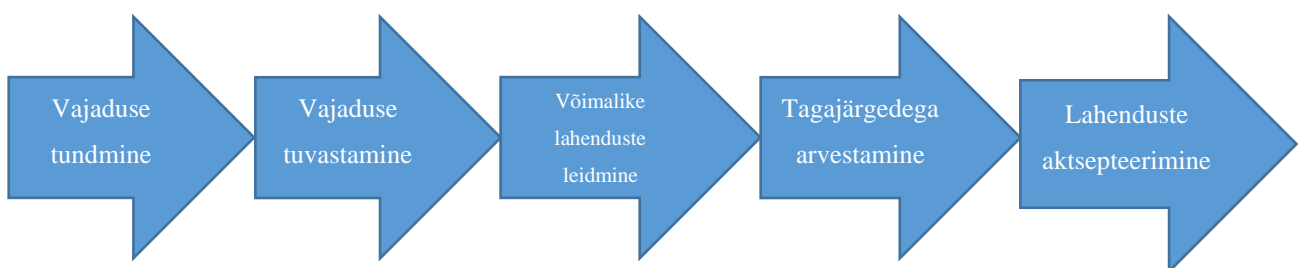 Vajaduse
tundmine
Vajaduse
tuvastamine
Võimalike
lahenduste
leidmine
Tagajärgedega
arvestamine
Lahenduste
aktsepteerimine